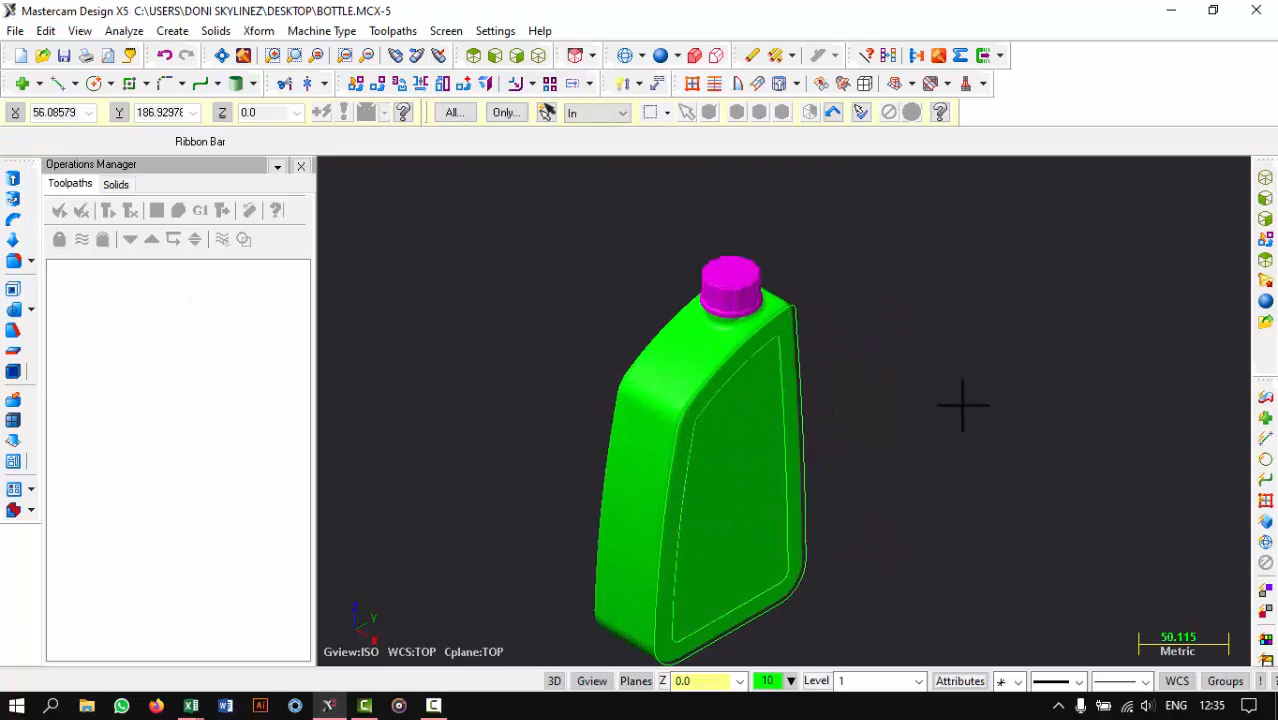 Mastercam Design X5 C:\USERS\DONI SKYLINEZ\DESKTOP\BOTTLE.MCX-5
File Edit View Analyze Create Solids Xform Machine Type Toolpaths Screen Settings Help
X 56.08579 Y 186.92976 Z 0.0 All... Only... In
Ribbon Bar
Operations Manager
Toolpaths Solids
G1
Z
Y
X
Gview:ISO WCS:TOP Cplane:TOP
50.115
Metric
3D Gview Planes Z 0.0 10 Level 1 Attributes WCS Groups ! ?
ENG 12:35